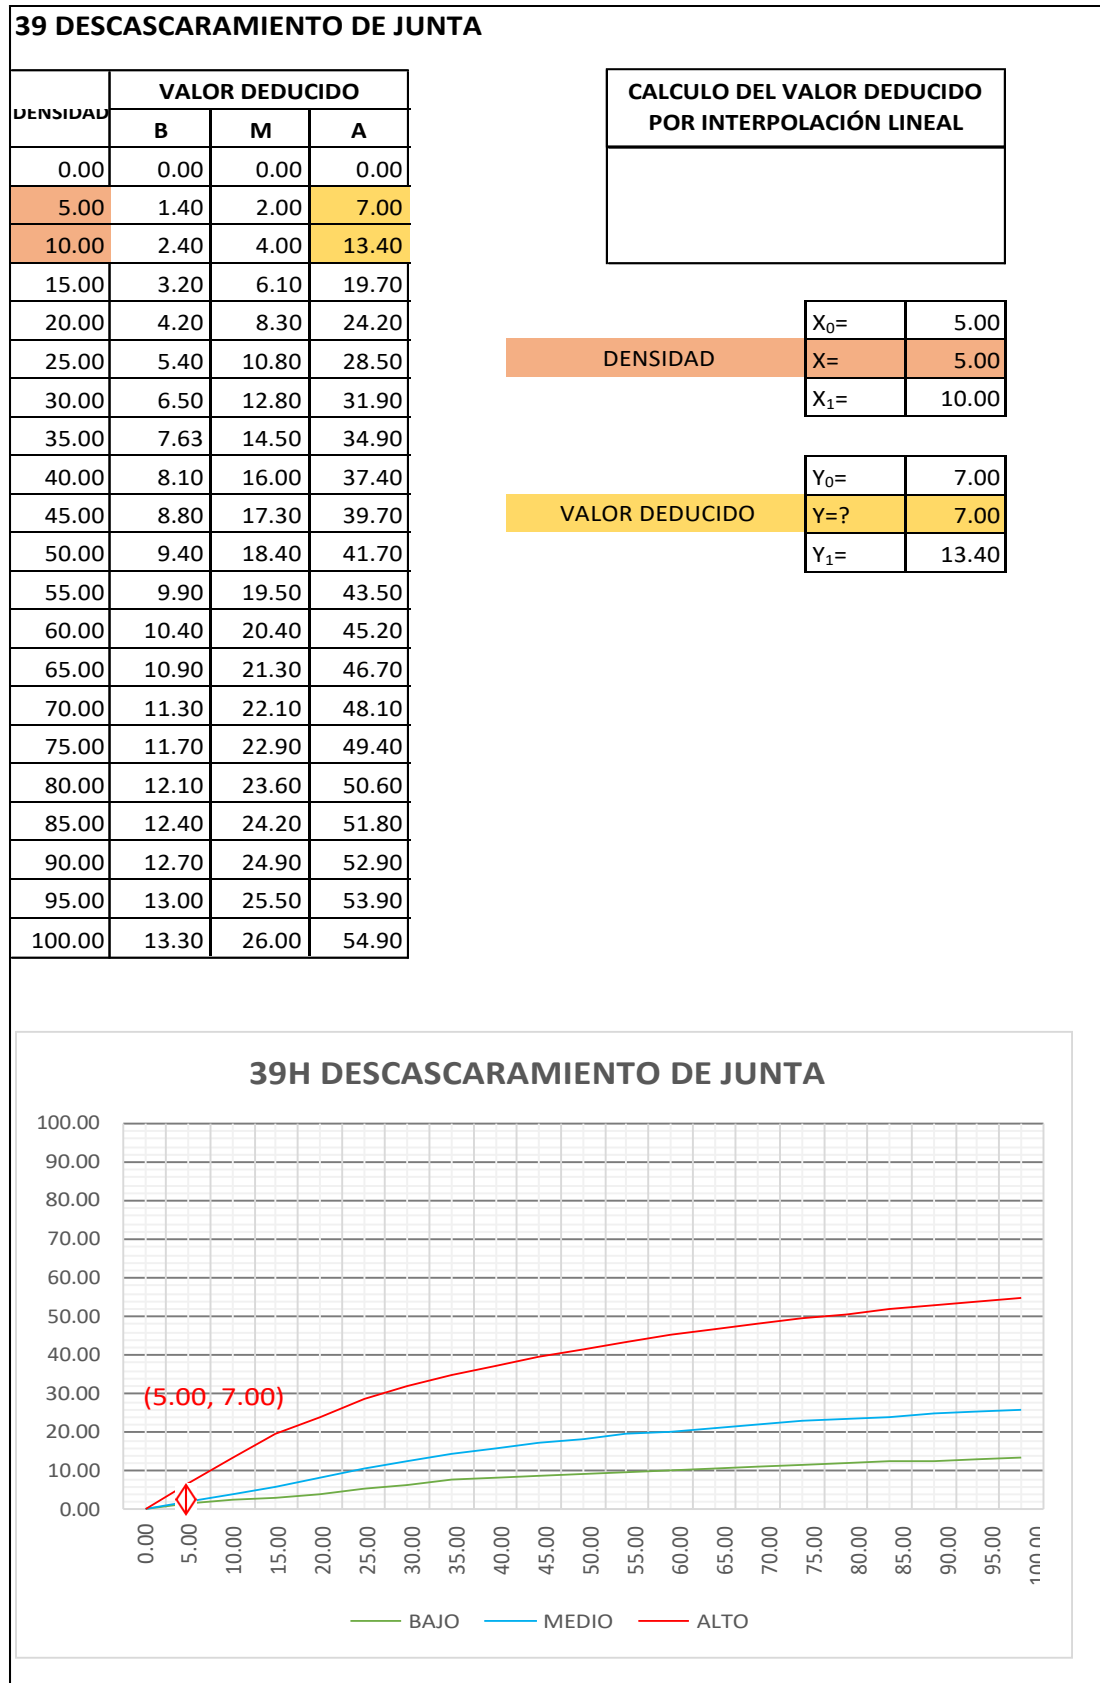 39 DESCASCARAMIENTO DE JUNTA
DENSIDAD VALOR DEDUCIDO
B M A
0.00 0.00 0.00 0.00
5.00 1.40 2.00 7.00
10.00 2.40 4.00 13.40
15.00 3.20 6.10 19.70
20.00 4.20 8.30 24.20
25.00 5.40 10.80 28.50
30.00 6.50 12.80 31.90
35.00 7.63 14.50 34.90
40.00 8.10 16.00 37.40
45.00 8.80 17.30 39.70
50.00 9.40 18.40 41.70
55.00 9.90 19.50 43.50
60.00 10.40 20.40 45.20
65.00 10.90 21.30 46.70
70.00 11.30 22.10 48.10
75.00 11.70 22.90 49.40
80.00 12.10 23.60 50.60
85.00 12.40 24.20 51.80
90.00 12.70 24.90 52.90
95.00 13.00 25.50 53.90
100.00 13.30 26.00 54.90
CALCULO DEL VALOR DEDUCIDO
POR INTERPOLACIÓN LINEAL
X₀= 5.00
DENSIDAD X= 5.00
X₁= 10.00
Y₀= 7.00
VALOR DEDUCIDO Y=? 7.00
Y₁= 13.40
39H DESCASCARAMIENTO DE JUNTA
100.00
90.00
80.00
70.00
60.00
50.00
40.00
30.00
20.00
10.00
0.00
(5.00, 7.00)
0.00 5.00 10.00 15.00 20.00 25.00 30.00 35.00 40.00 45.00 50.00 55.00 60.00 65.00 70.00 75.00 80.00 85.00 90.00 95.00 100.00
BAJO MEDIO ALTO